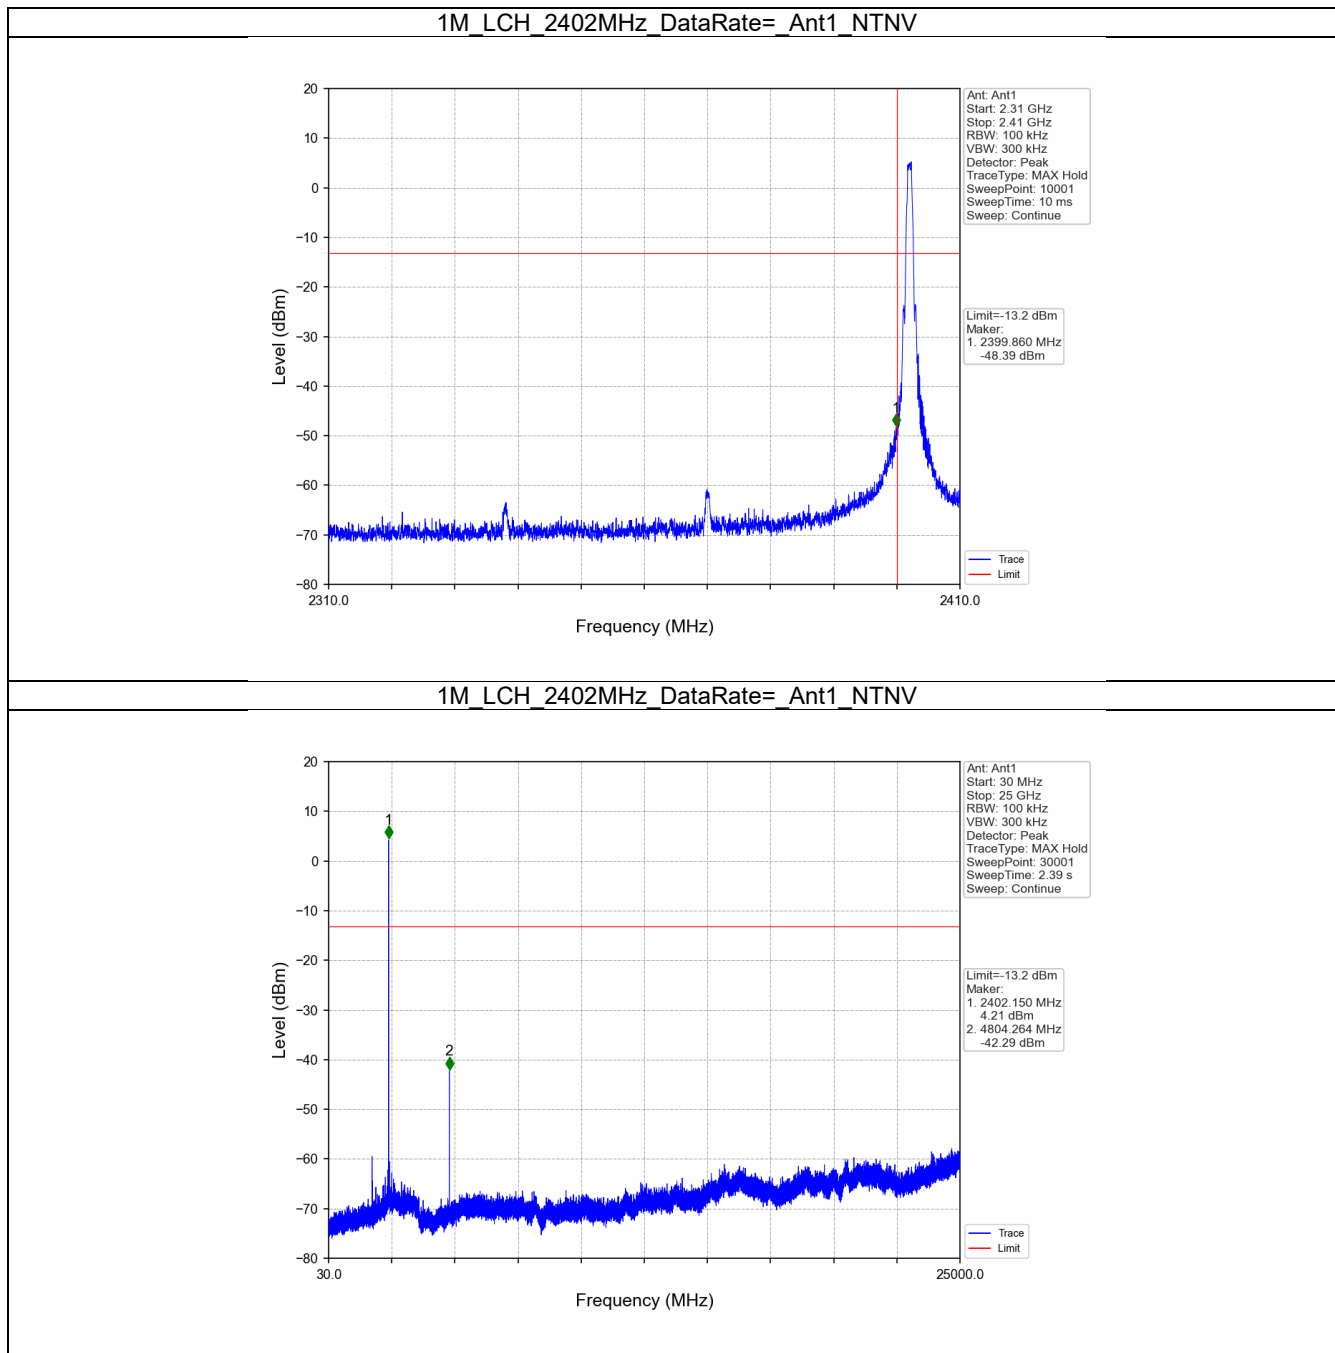 1M_LCH_2402MHz_DataRate=_Ant1_NTNV
20
10
0
−10
−20
−30
−40
−50
−60
−70
−80
Level (dBm)
2310.0
2410.0
Frequency (MHz)
1
Ant: Ant1
Start: 2.31 GHz
Stop: 2.41 GHz
RBW: 100 kHz
VBW: 300 kHz
Detector: Peak
TraceType: MAX Hold
SweepPoint: 10001
SweepTime: 10 ms
Sweep: Continue
Limit=-13.2 dBm
Maker:
1. 2399.860 MHz
-48.39 dBm
Trace
Limit
1M_LCH_2402MHz_DataRate=_Ant1_NTNV
20
10
0
−10
−20
−30
−40
−50
−60
−70
−80
Level (dBm)
30.0
25000.0
Frequency (MHz)
1
2
Ant: Ant1
Start: 30 MHz
Stop: 25 GHz
RBW: 100 kHz
VBW: 300 kHz
Detector: Peak
TraceType: MAX Hold
SweepPoint: 30001
SweepTime: 2.39 s
Sweep: Continue
Limit=-13.2 dBm
Maker:
1. 2402.150 MHz
4.21 dBm
2. 4804.264 MHz
-42.29 dBm
Trace
Limit